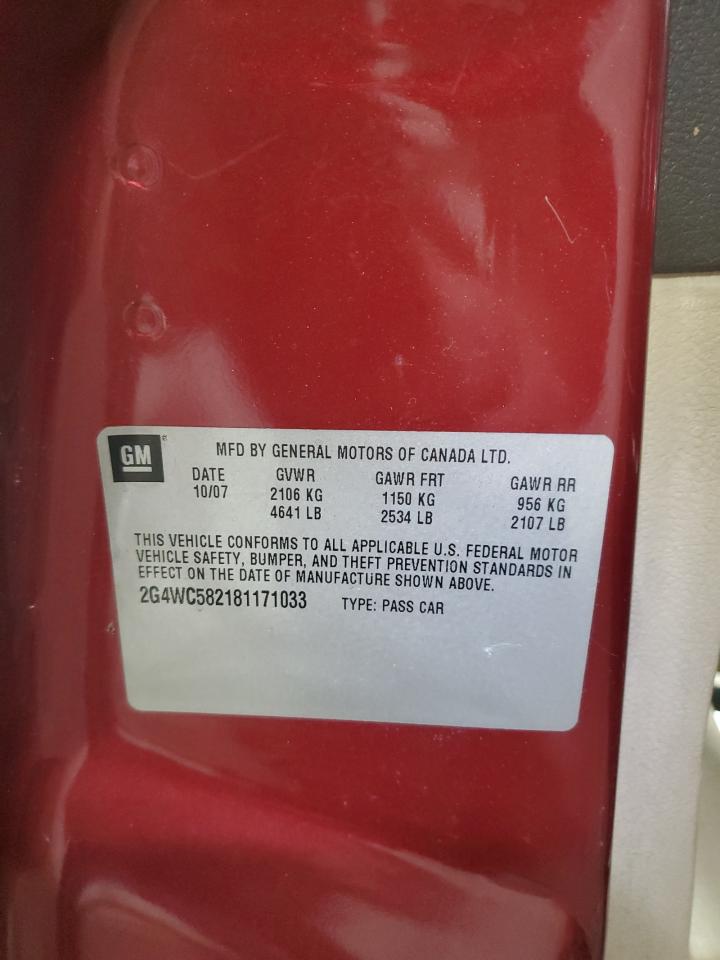 GM
MFD BY GENERAL MOTORS OF CANADA LTD.
DATE GVWR GAWR FRT GAWR RR
10/07 2106 KG 1150 KG 956 KG
4641 LB 2534 LB 2107 LB
THIS VEHICLE CONFORMS TO ALL APPLICABLE U.S. FEDERAL MOTOR
VEHICLE SAFETY, BUMPER, AND THEFT PREVENTION STANDARDS IN
EFFECT ON THE DATE OF MANUFACTURE SHOWN ABOVE.
2G4WC582181171033 TYPE: PASS CAR